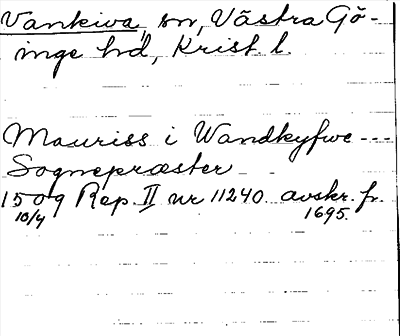 Vankiva, sn, Västra Gö-
inge hd, Krist. l.
Mauriss i Wandkyfwe ---
Sognepræster
1509 Rep. II nr 11240. avskr. fr.
10/4 1695.